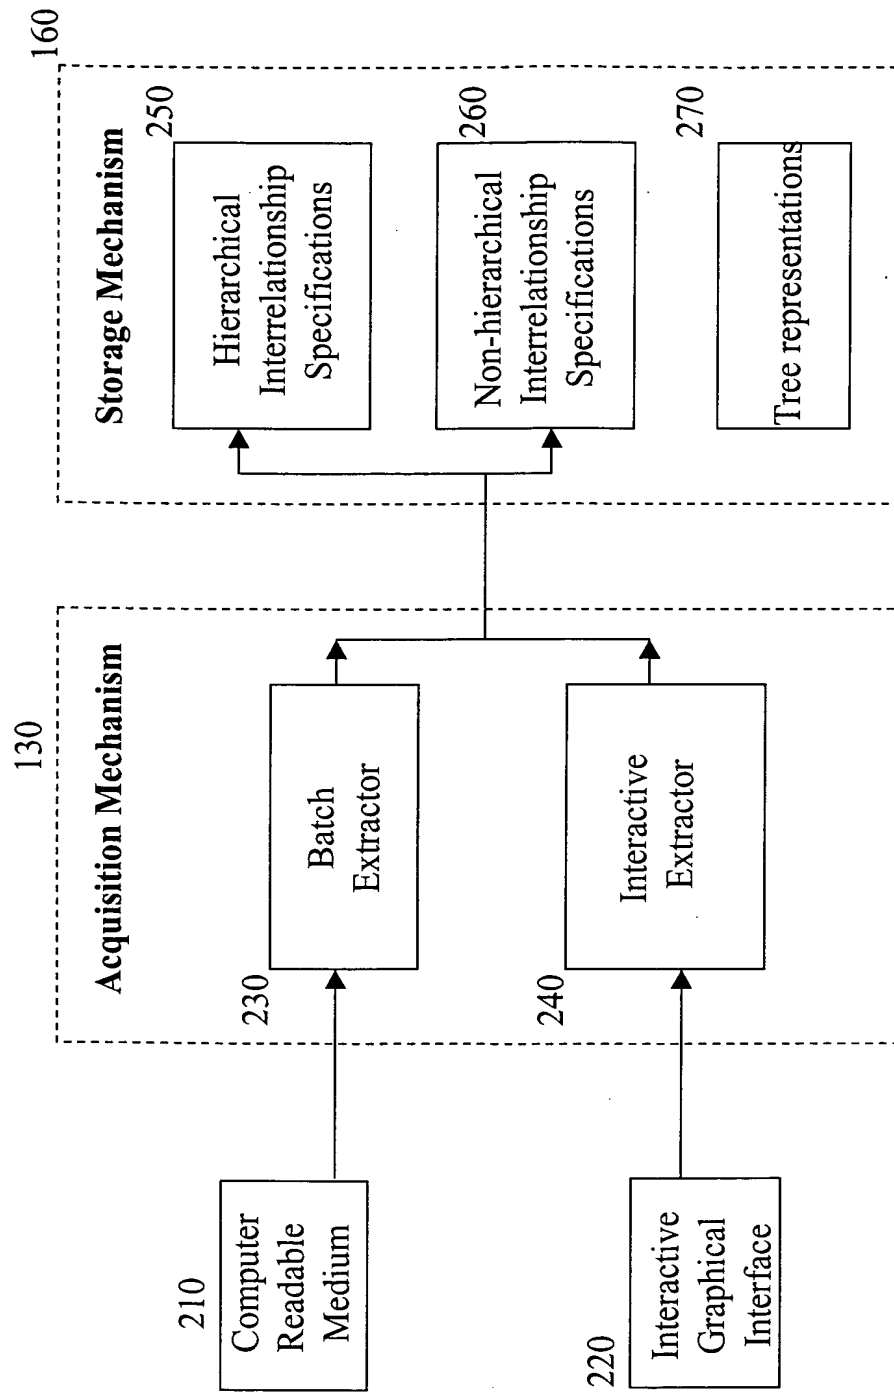 130
160
Acquisition Mechanism
Storage Mechanism
210
Computer
Readable
Medium
230
Batch
Extractor
250
Hierarchical
Interrelationship
Specifications
220
Interactive
Graphical
Interface
240
Interactive
Extractor
260
Non-hierarchical
Interrelationship
Specifications
270
Tree representations